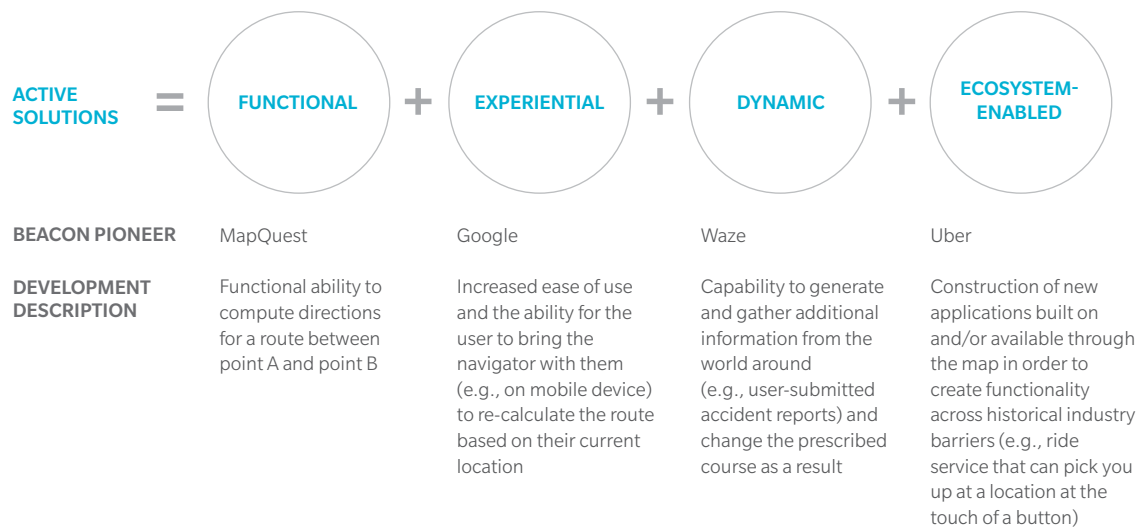 ACTIVE
SOLUTIONS
=
FUNCTIONAL
+
EXPERIENTIAL
+
DYNAMIC
+
ECOSYSTEM-
ENABLED
BEACON PIONEER
MapQuest
Google
Waze
Uber
DEVELOPMENT
DESCRIPTION
Functional ability to
compute directions
for a route between
point A and point B
Increased ease of use
and the ability for the
user to bring the
navigator with them
(e.g., on mobile device)
to re-calculate the route
based on their current
location
Capability to generate
and gather additional
information from the
world around
(e.g., user-submitted
accident reports) and
change the prescribed
course as a result
Construction of new
applications built on
and/or available through
the map in order to
create functionality
across historical industry
barriers (e.g., ride
service that can pick you
up at a location at the
touch of a button)